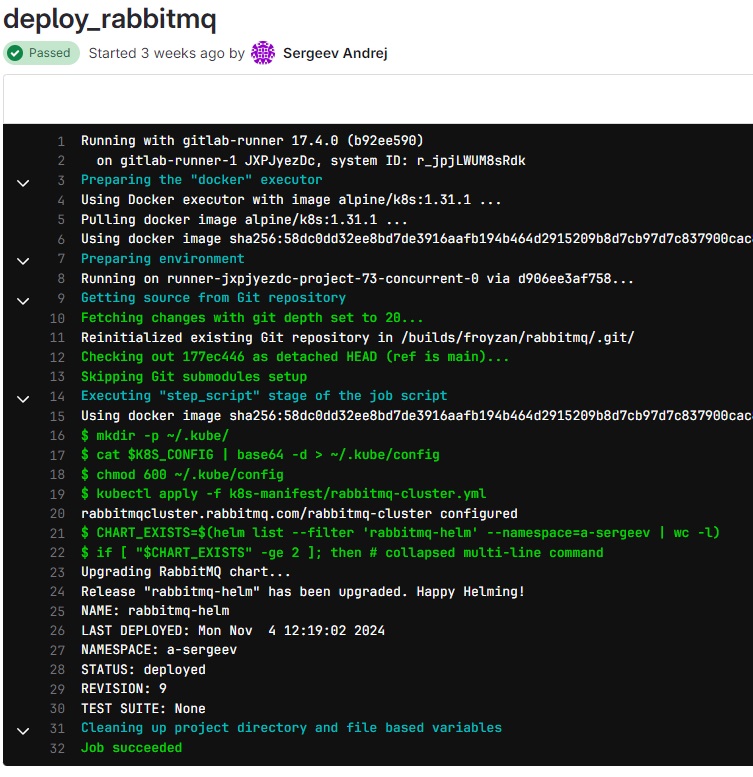 deploy_rabbitmq
Passed Started 3 weeks ago by Sergeev Andrej
1 Running with gitlab-runner 17.4.0 (b92ee590)
2 on gitlab-runner-1 JXPJyezDc, system ID: r_jpjLWUM8sRdk
3 Preparing the "docker" executor
4 Using Docker executor with image alpine/k8s:1.31.1 ...
5 Pulling docker image alpine/k8s:1.31.1 ...
6 Using docker image sha256:58dc0dd32ee8bd7de3916aafb194b464d2915209b8d7cb97d7c837900cac
7 Preparing environment
8 Running on runner-jxpjyezdc-project-73-concurrent-0 via d906ee3af758...
9 Getting source from Git repository
10 Fetching changes with git depth set to 20...
11 Reinitialized existing Git repository in /builds/froyzan/rabbitmq/.git/
12 Checking out 177ec446 as detached HEAD (ref is main)...
13 Skipping Git submodules setup
14 Executing "step_script" stage of the job script
15 Using docker image sha256:58dc0dd32ee8bd7de3916aafb194b464d2915209b8d7cb97d7c837900cac
16 $ mkdir -p ~/.kube/
17 $ cat $K8S_CONFIG | base64 -d > ~/.kube/config
18 $ chmod 600 ~/.kube/config
19 $ kubectl apply -f k8s-manifest/rabbitmq-cluster.yml
20 rabbitmqcluster.rabbitmq.com/rabbitmq-cluster configured
21 $ CHART_EXISTS=$(helm list --filter 'rabbitmq-helm' --namespace=a-sergeev | wc -l)
22 $ if [ "$CHART_EXISTS" -ge 2 ]; then # collapsed multi-line command
23 Upgrading RabbitMQ chart...
24 Release "rabbitmq-helm" has been upgraded. Happy Helming!
25 NAME: rabbitmq-helm
26 LAST DEPLOYED: Mon Nov  4 12:19:02 2024
27 NAMESPACE: a-sergeev
28 STATUS: deployed
29 REVISION: 9
30 TEST SUITE: None
31 Cleaning up project directory and file based variables
32 Job succeeded